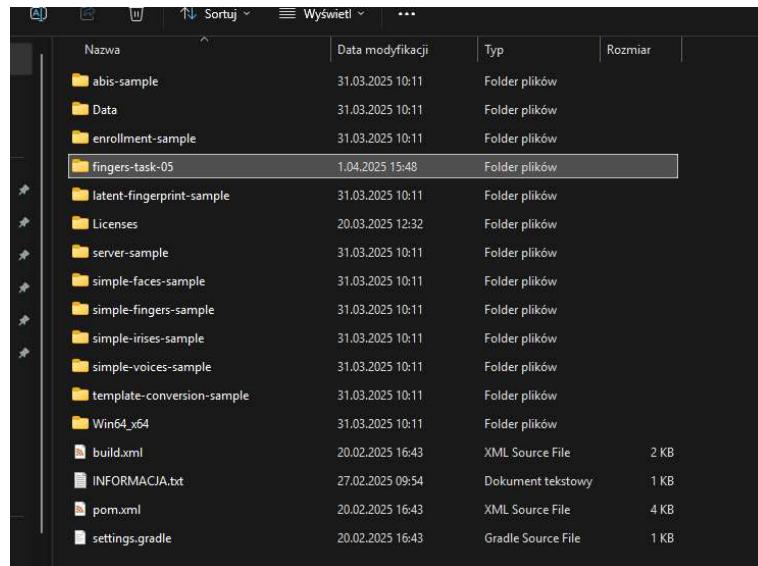 Sortuj Wyświetl
Nazwa Data modyfikacji Typ Rozmiar
abis-sample 31.03.2025 10:11 Folder plików
Data 31.03.2025 10:11 Folder plików
enrollment-sample 31.03.2025 10:11 Folder plików
fingers-task-05 1.04.2025 15:48 Folder plików
latent-fingerprint-sample 31.03.2025 10:11 Folder plików
Licenses 20.03.2025 12:32 Folder plików
server-sample 31.03.2025 10:11 Folder plików
simple-faces-sample 31.03.2025 10:11 Folder plików
simple-fingers-sample 31.03.2025 10:11 Folder plików
simple-irises-sample 31.03.2025 10:11 Folder plików
simple-voices-sample 31.03.2025 10:11 Folder plików
template-conversion-sample 31.03.2025 10:11 Folder plików
Win64_x64 31.03.2025 10:11 Folder plików
build.xml 20.02.2025 16:43 XML Source File 2 KB
INFORMACJA.txt 27.02.2025 09:54 Dokument tekstowy 1 KB
pom.xml 20.02.2025 16:43 XML Source File 4 KB
settings.gradle 20.02.2025 16:43 Gradle Source File 1 KB